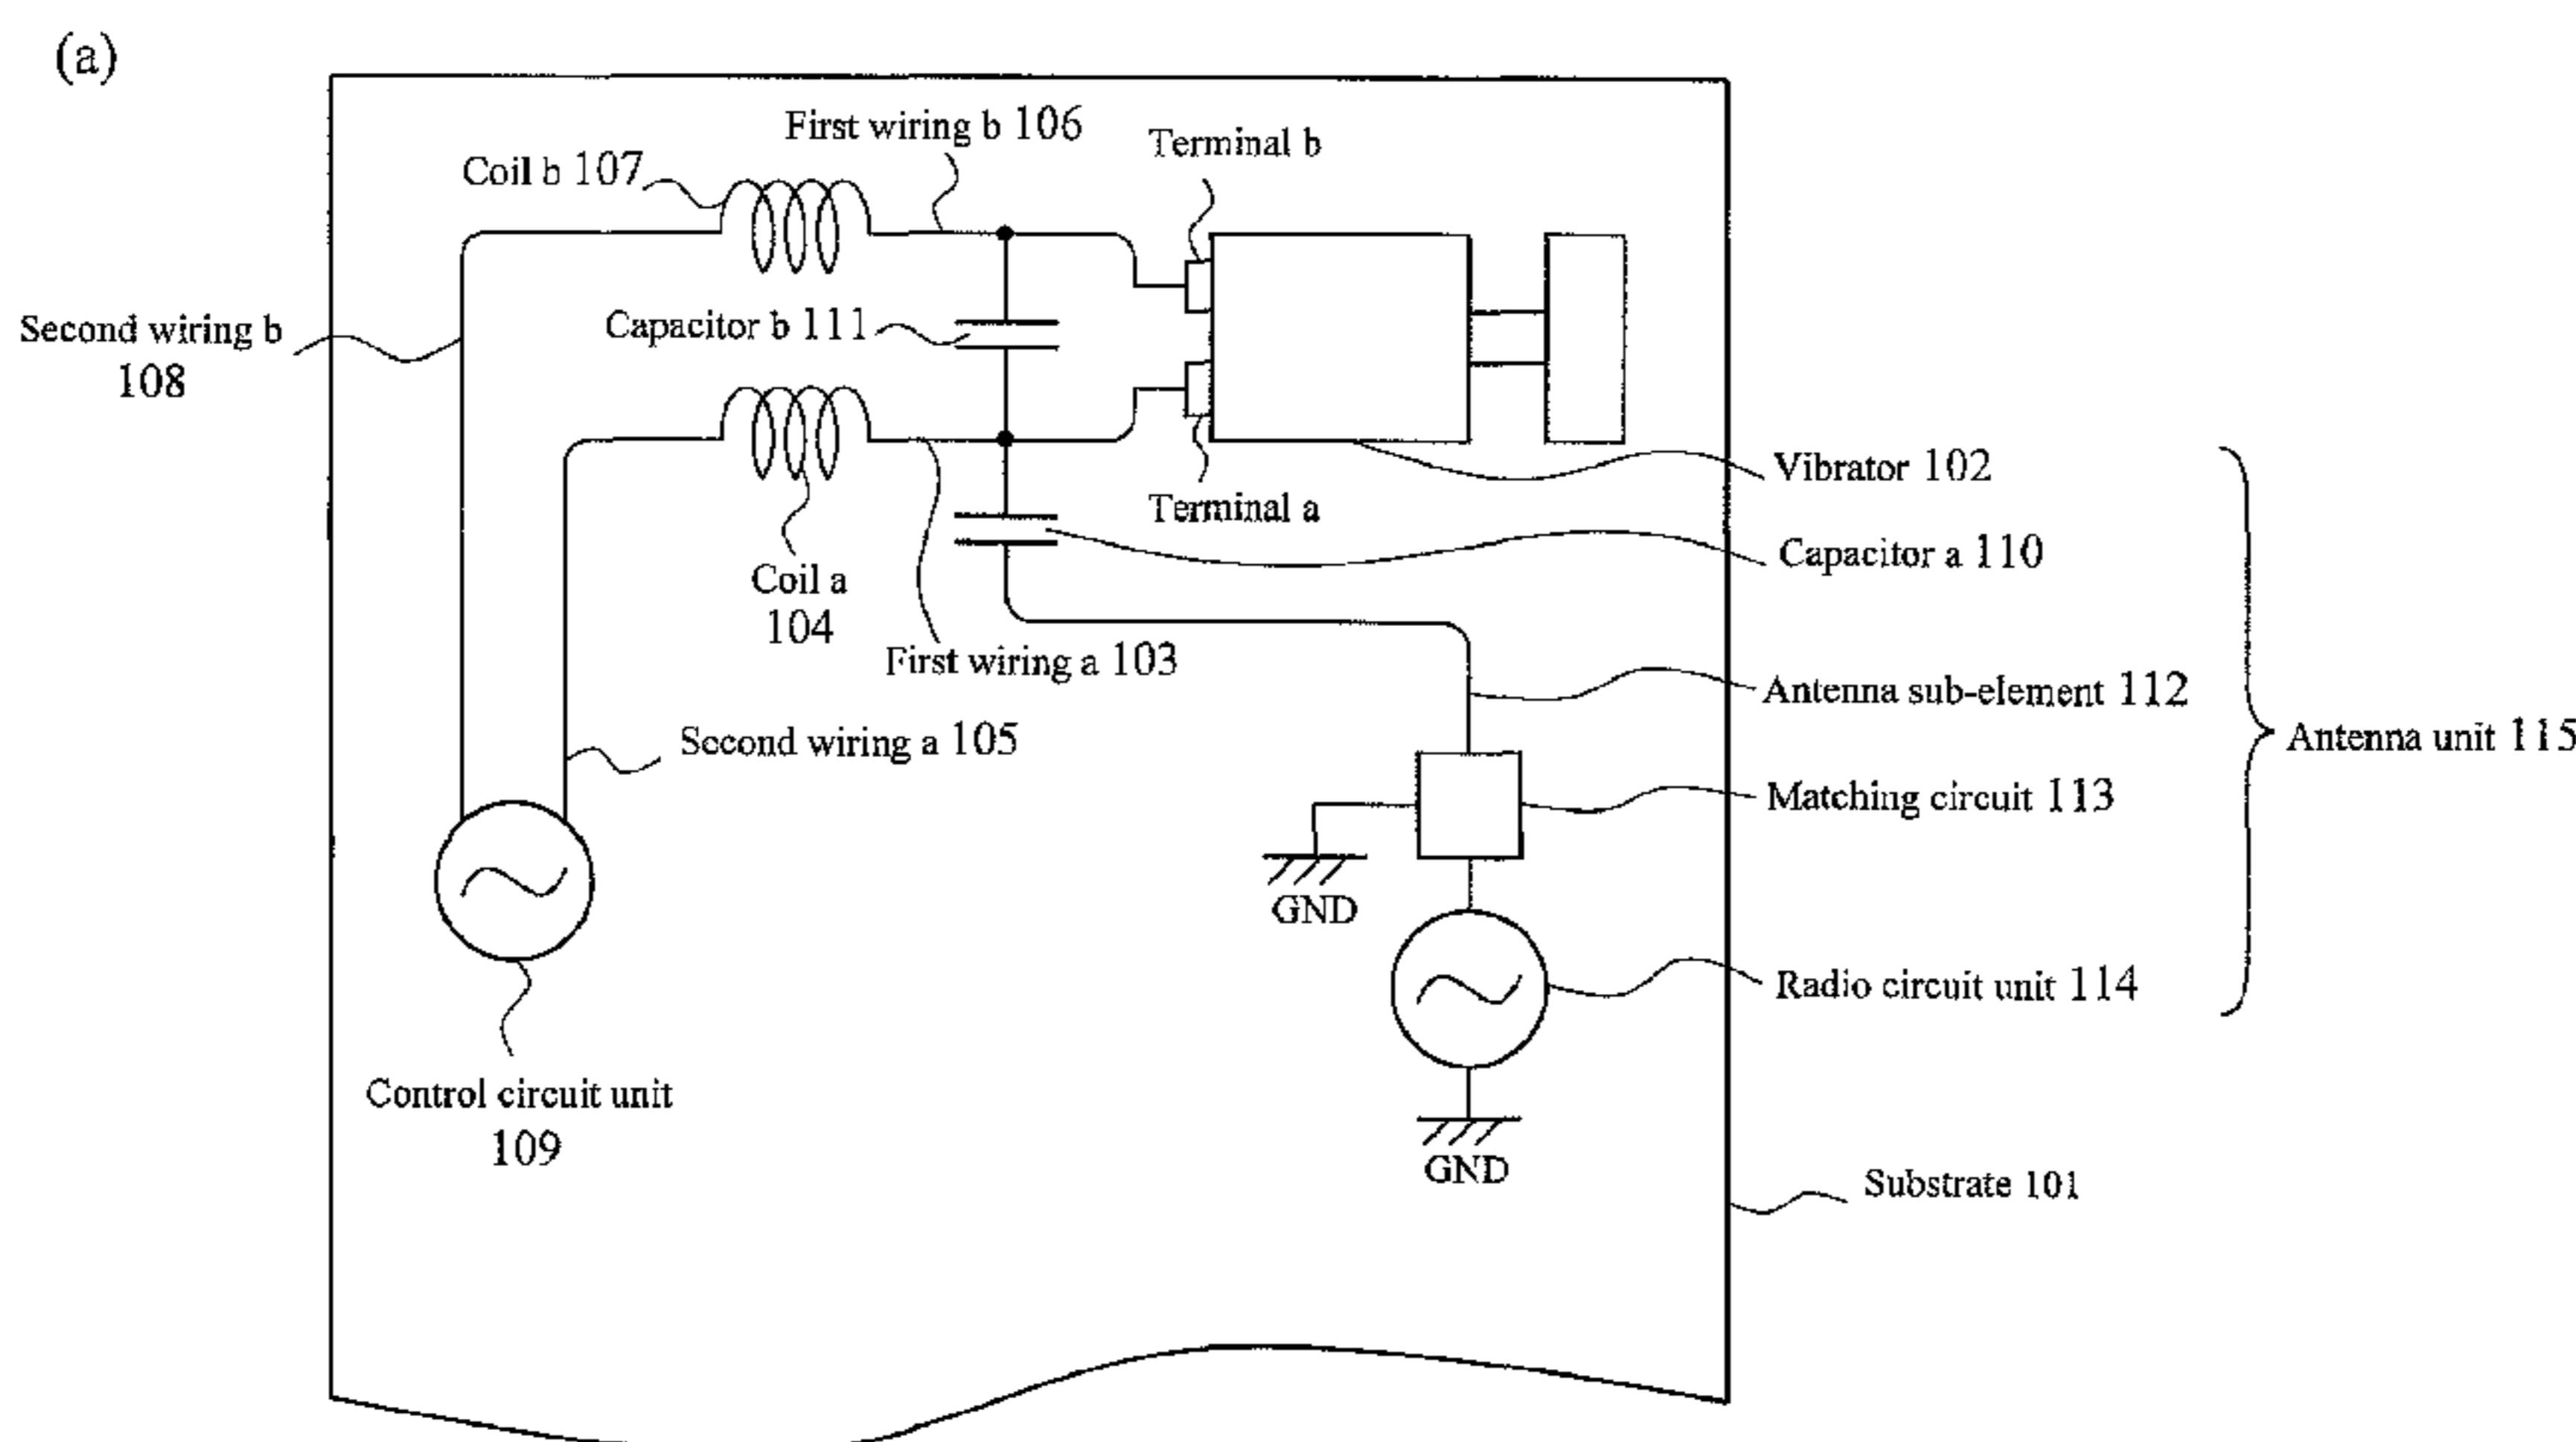 (a)
First wiring b 106
Terminal b
Coil b 107
Second wiring b
108
Capacitor b 111
Vibrator 102
Terminal a
Capacitor a 110
Coil a
104
First wiring a 103
Antenna sub-element 112
Antenna unit 115
Second wiring a 105
Matching circuit 113
GND
Radio circuit unit 114
Control circuit unit
109
GND
Substrate 101